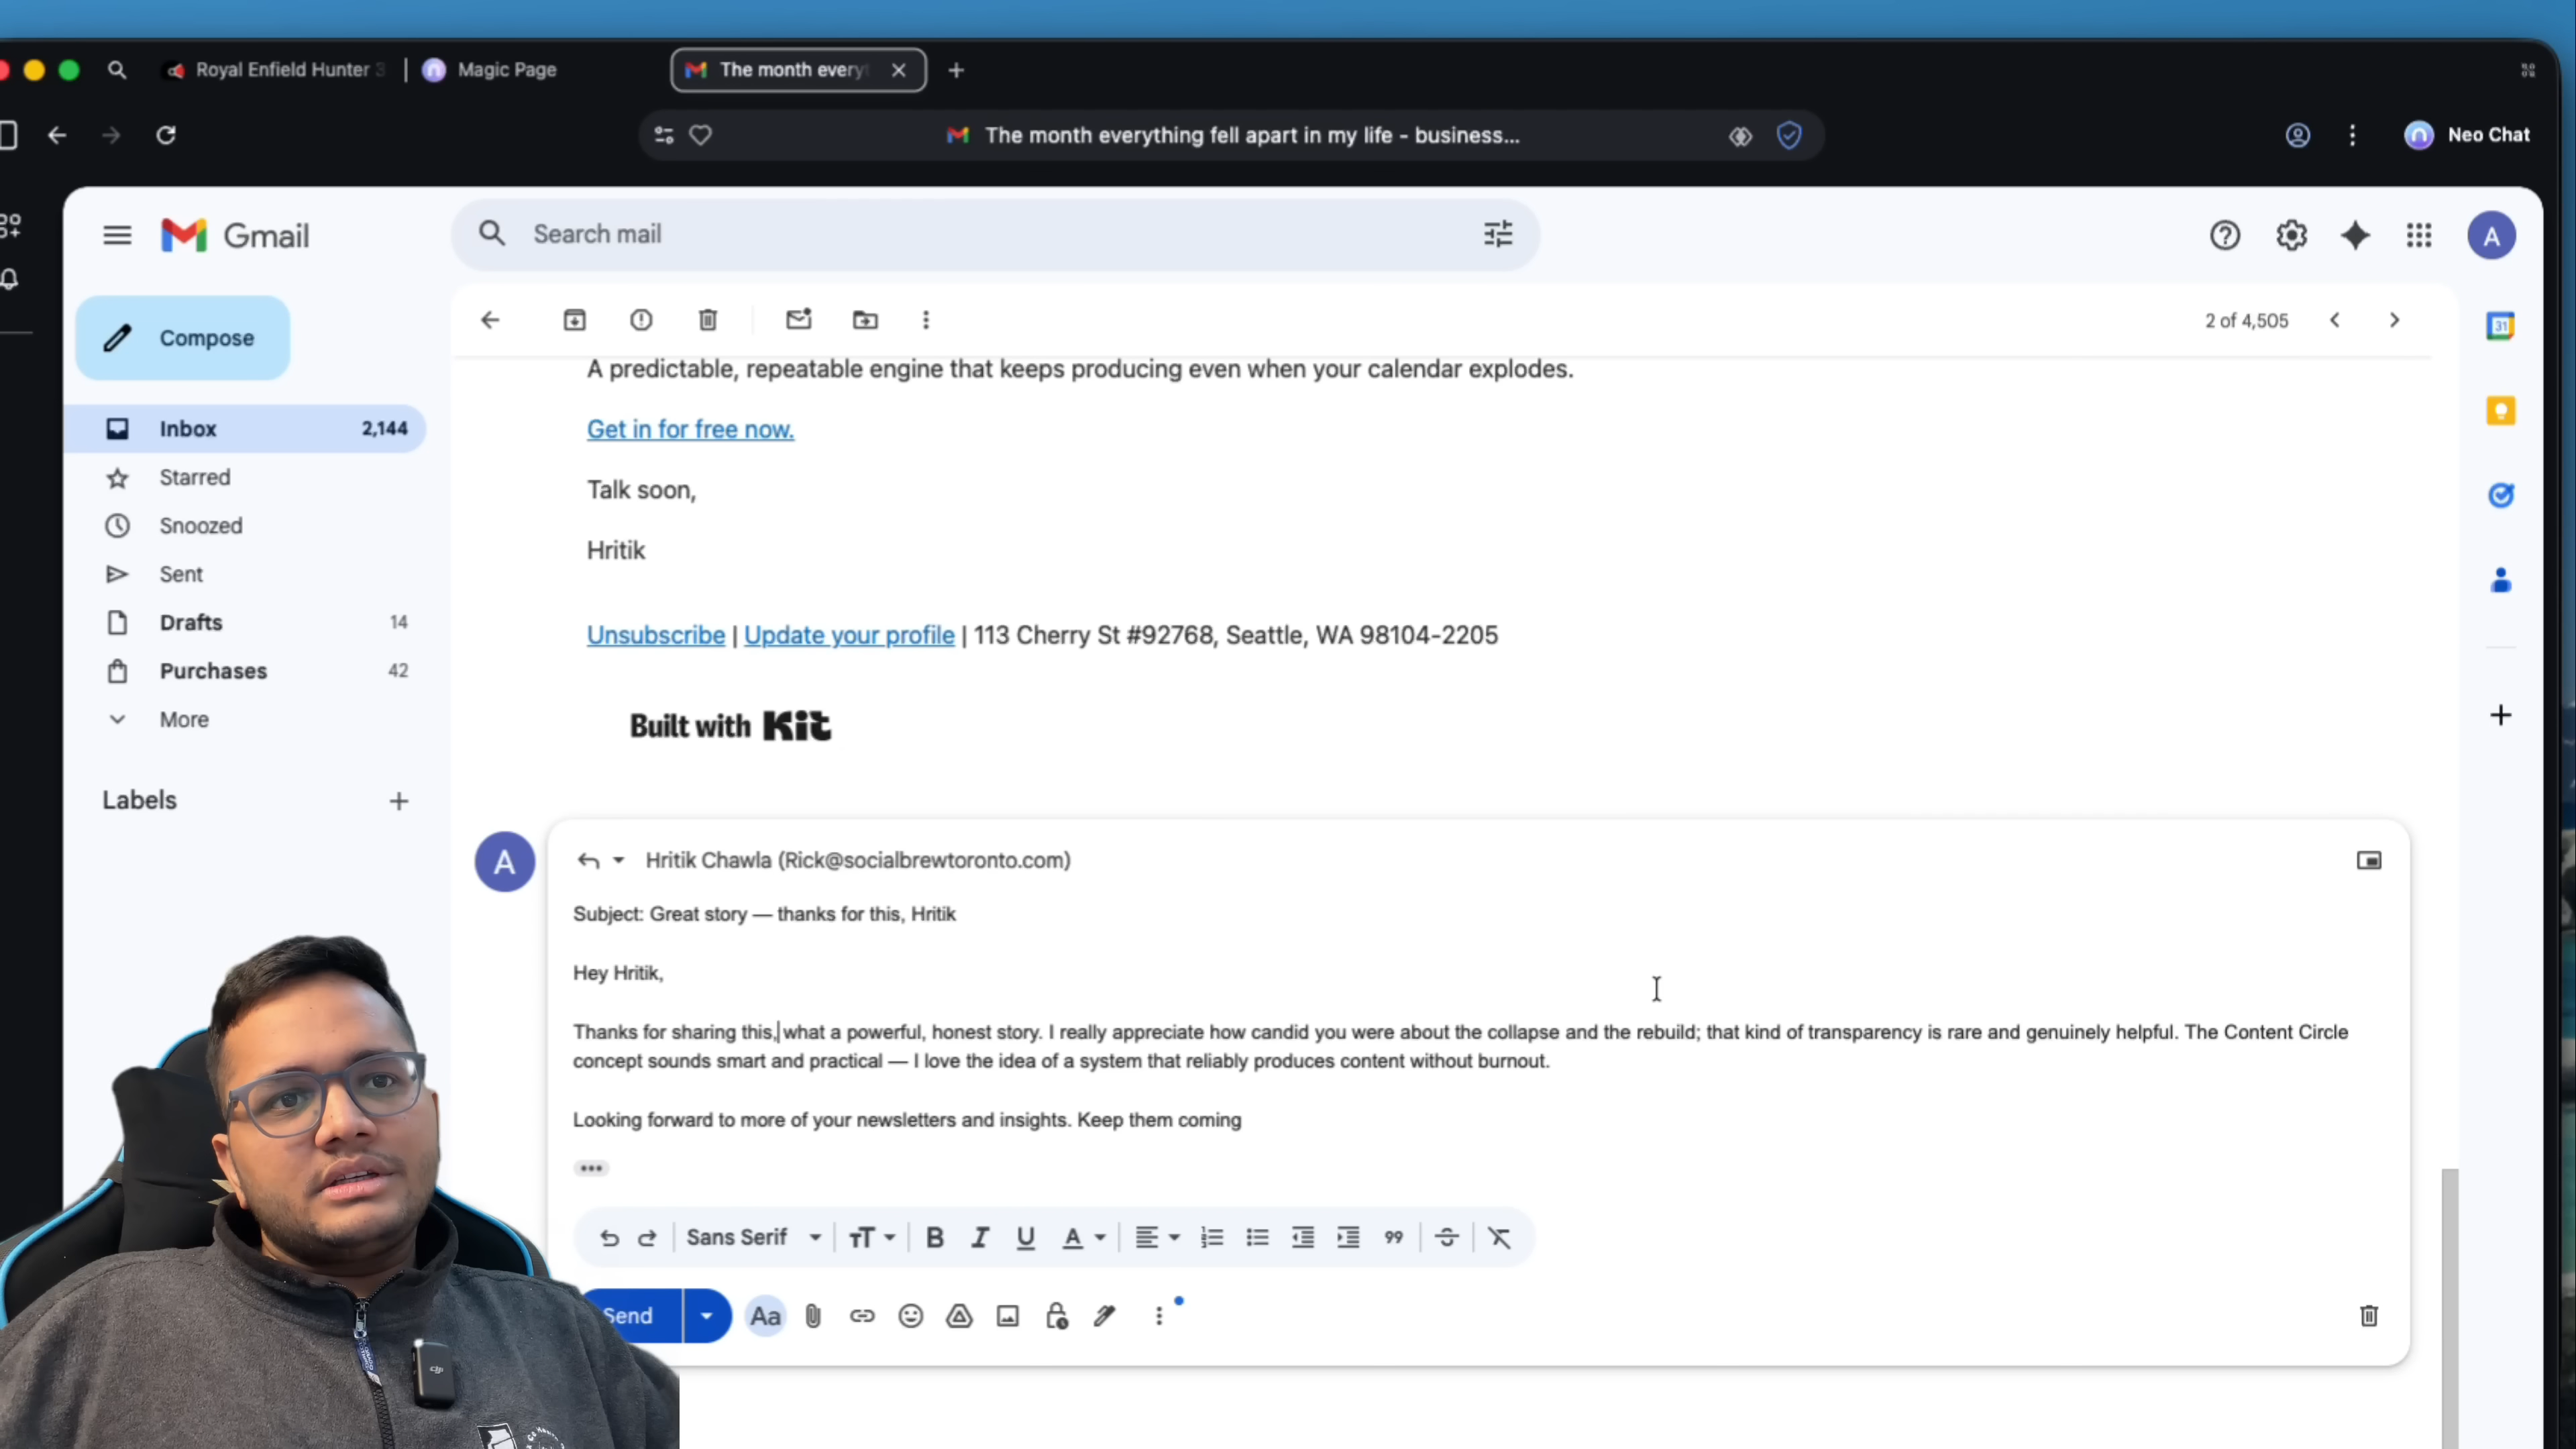 Royal Enfield Hunter 3
Magic Page
The month every
The month everything fell apart in my life - business...
Neo Chat
Gmail
Search mail
A
Compose
2 of 4,505
A predictable, repeatable engine that keeps producing even when your calendar explodes.
Inbox 2,144
Get in for free now.
Starred
Talk soon,
Snoozed
Hritik
Sent
Drafts 14
Unsubscribe | Update your profile | 113 Cherry St #92768, Seattle, WA 98104-2205
Purchases 42
More
Built with Kit
Labels
A
Hritik Chawla (Rick@socialbrewtoronto.com)
Subject: Great story — thanks for this, Hritik
Hey Hritik,
Thanks for sharing this, what a powerful, honest story. I really appreciate how candid you were about the collapse and the rebuild; that kind of transparency is rare and genuinely helpful. The Content Circle
concept sounds smart and practical — I love the idea of a system that reliably produces content without burnout.
Looking forward to more of your newsletters and insights. Keep them coming
Sans Serif
Send
Aa
31
dji